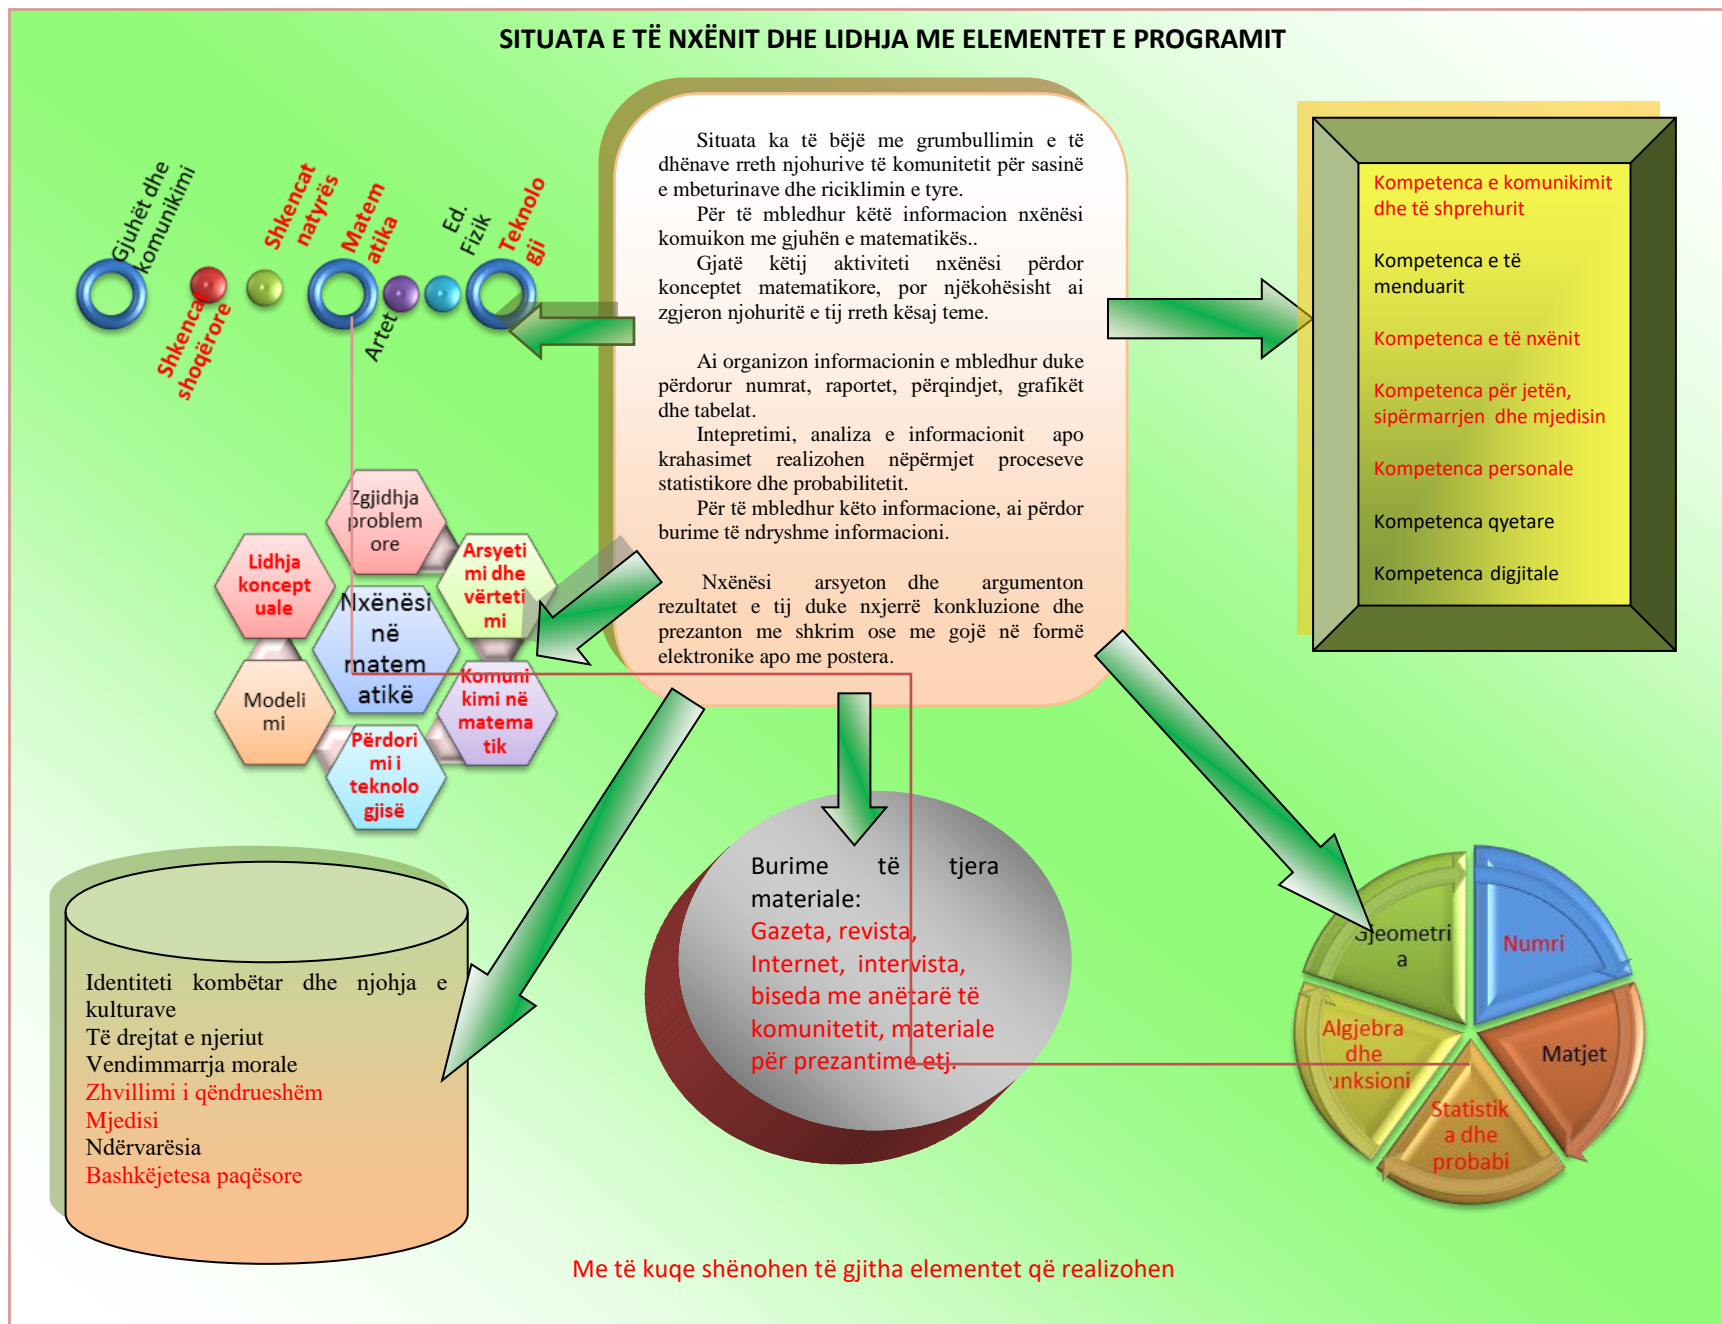 SITUATA E TË NXËNIT DHE LIDHJA ME ELEMENTET E PROGRAMIT
Gjuhët dhe
komunikimi
Shkencat
shoqërore
Shkencat
natyrës
Matem
atika
Artet
Ed.
Fizik
Teknolo
gji
Situata ka të bëjë me grumbullimin e të
dhënave rreth njohurive të komunitetit për sasinë
e mbeturinave dhe riciklimin e tyre.
Për të mbledhur këtë informacion nxënësi
komuikon me gjuhën e matematikës..
Gjatë këtij aktiviteti nxënësi përdor
konceptet matematikore, por njëkohësisht ai
zgjeron njohuritë e tij rreth kësaj teme.
Ai organizon informacionin e mbledhur duke
përdorur numrat, raportet, përqindjet, grafikët
dhe tabelat.
Intepretimi, analiza e informacionit apo
krahasimet realizohen nëpërmjet proceseve
statistikore dhe probabilitetit.
Për të mbledhur këto informacione, ai përdor
burime të ndryshme informacioni.
Nxënësi arsyeton dhe argumenton
rezultatet e tij duke nxjerrë konkluzione dhe
prezanton me shkrim ose me gojë në formë
elektronike apo me postera.
Kompetenca e komunikimit
dhe të shprehurit
Kompetenca e të
menduarit
Kompetenca e të nxënit
Kompetenca për jetën,
sipërmarrjen dhe mjedisin
Kompetenca personale
Kompetenca qyetare
Kompetenca digjitale
Zgjidhja
problem
ore
Arsyeti
mi dhe
vërteti
mi
Komuni
kimi në
matema
tik
Përdori
mi i
teknolo
gjisë
Modeli
mi
Lidhja
koncept
uale
Nxënësi
në
matem
atikë
Identiteti kombëtar dhe njohja e
kulturave
Të drejtat e njeriut
Vendimmarrja morale
Zhvillimi i qëndrueshëm
Mjedisi
Ndërvarësia
Bashkëjetesa paqësore
Burime të tjera
materiale:
Gazeta, revista,
Internet, intervista,
biseda me anëtarë të
komunitetit, materiale
për prezantime etj.
Gjeometri
a
Numri
Matjet
Statistik
a dhe
probabi
Algjebra
dhe
unksioni
Me të kuqe shënohen të gjitha elementet që realizohen